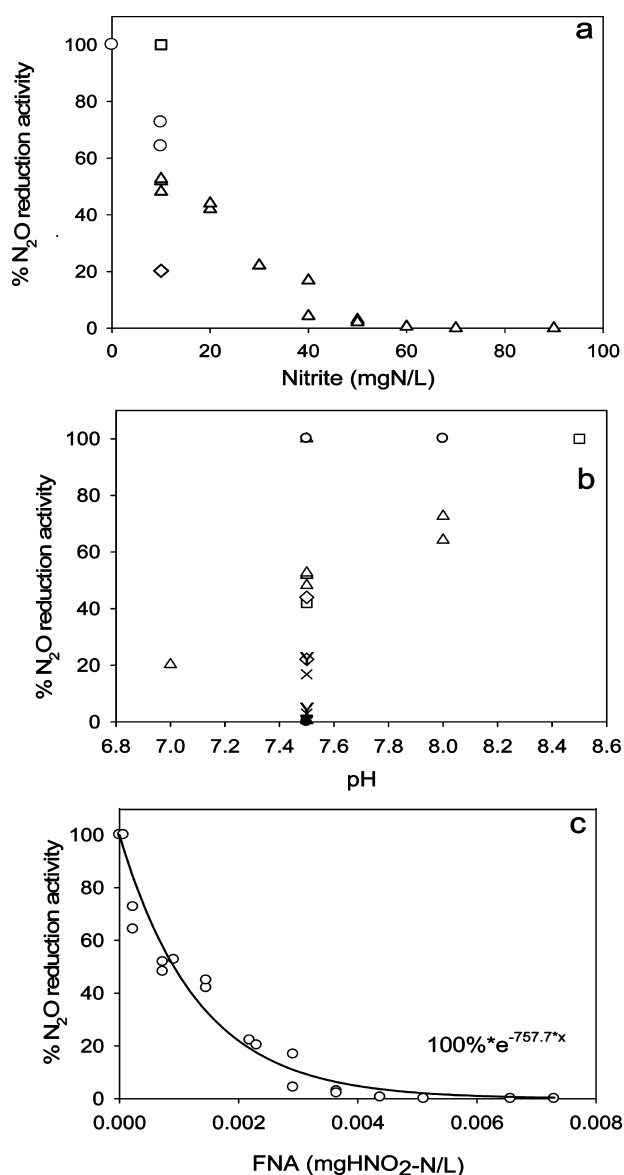 a
100
80
60
40
20
0
% N₂O reduction activity
0 20 40 60 80 100
Nitrite (mgN/L)
b
100
80
60
40
20
0
% N₂O reduction activity
6.8 7.0 7.2 7.4 7.6 7.8 8.0 8.2 8.4 8.6
pH
c
100
80
60
40
20
0
% N₂O reduction activity
100%*e^-757.7*x
0.000 0.002 0.004 0.006 0.008
FNA (mgHNO₂-N/L)